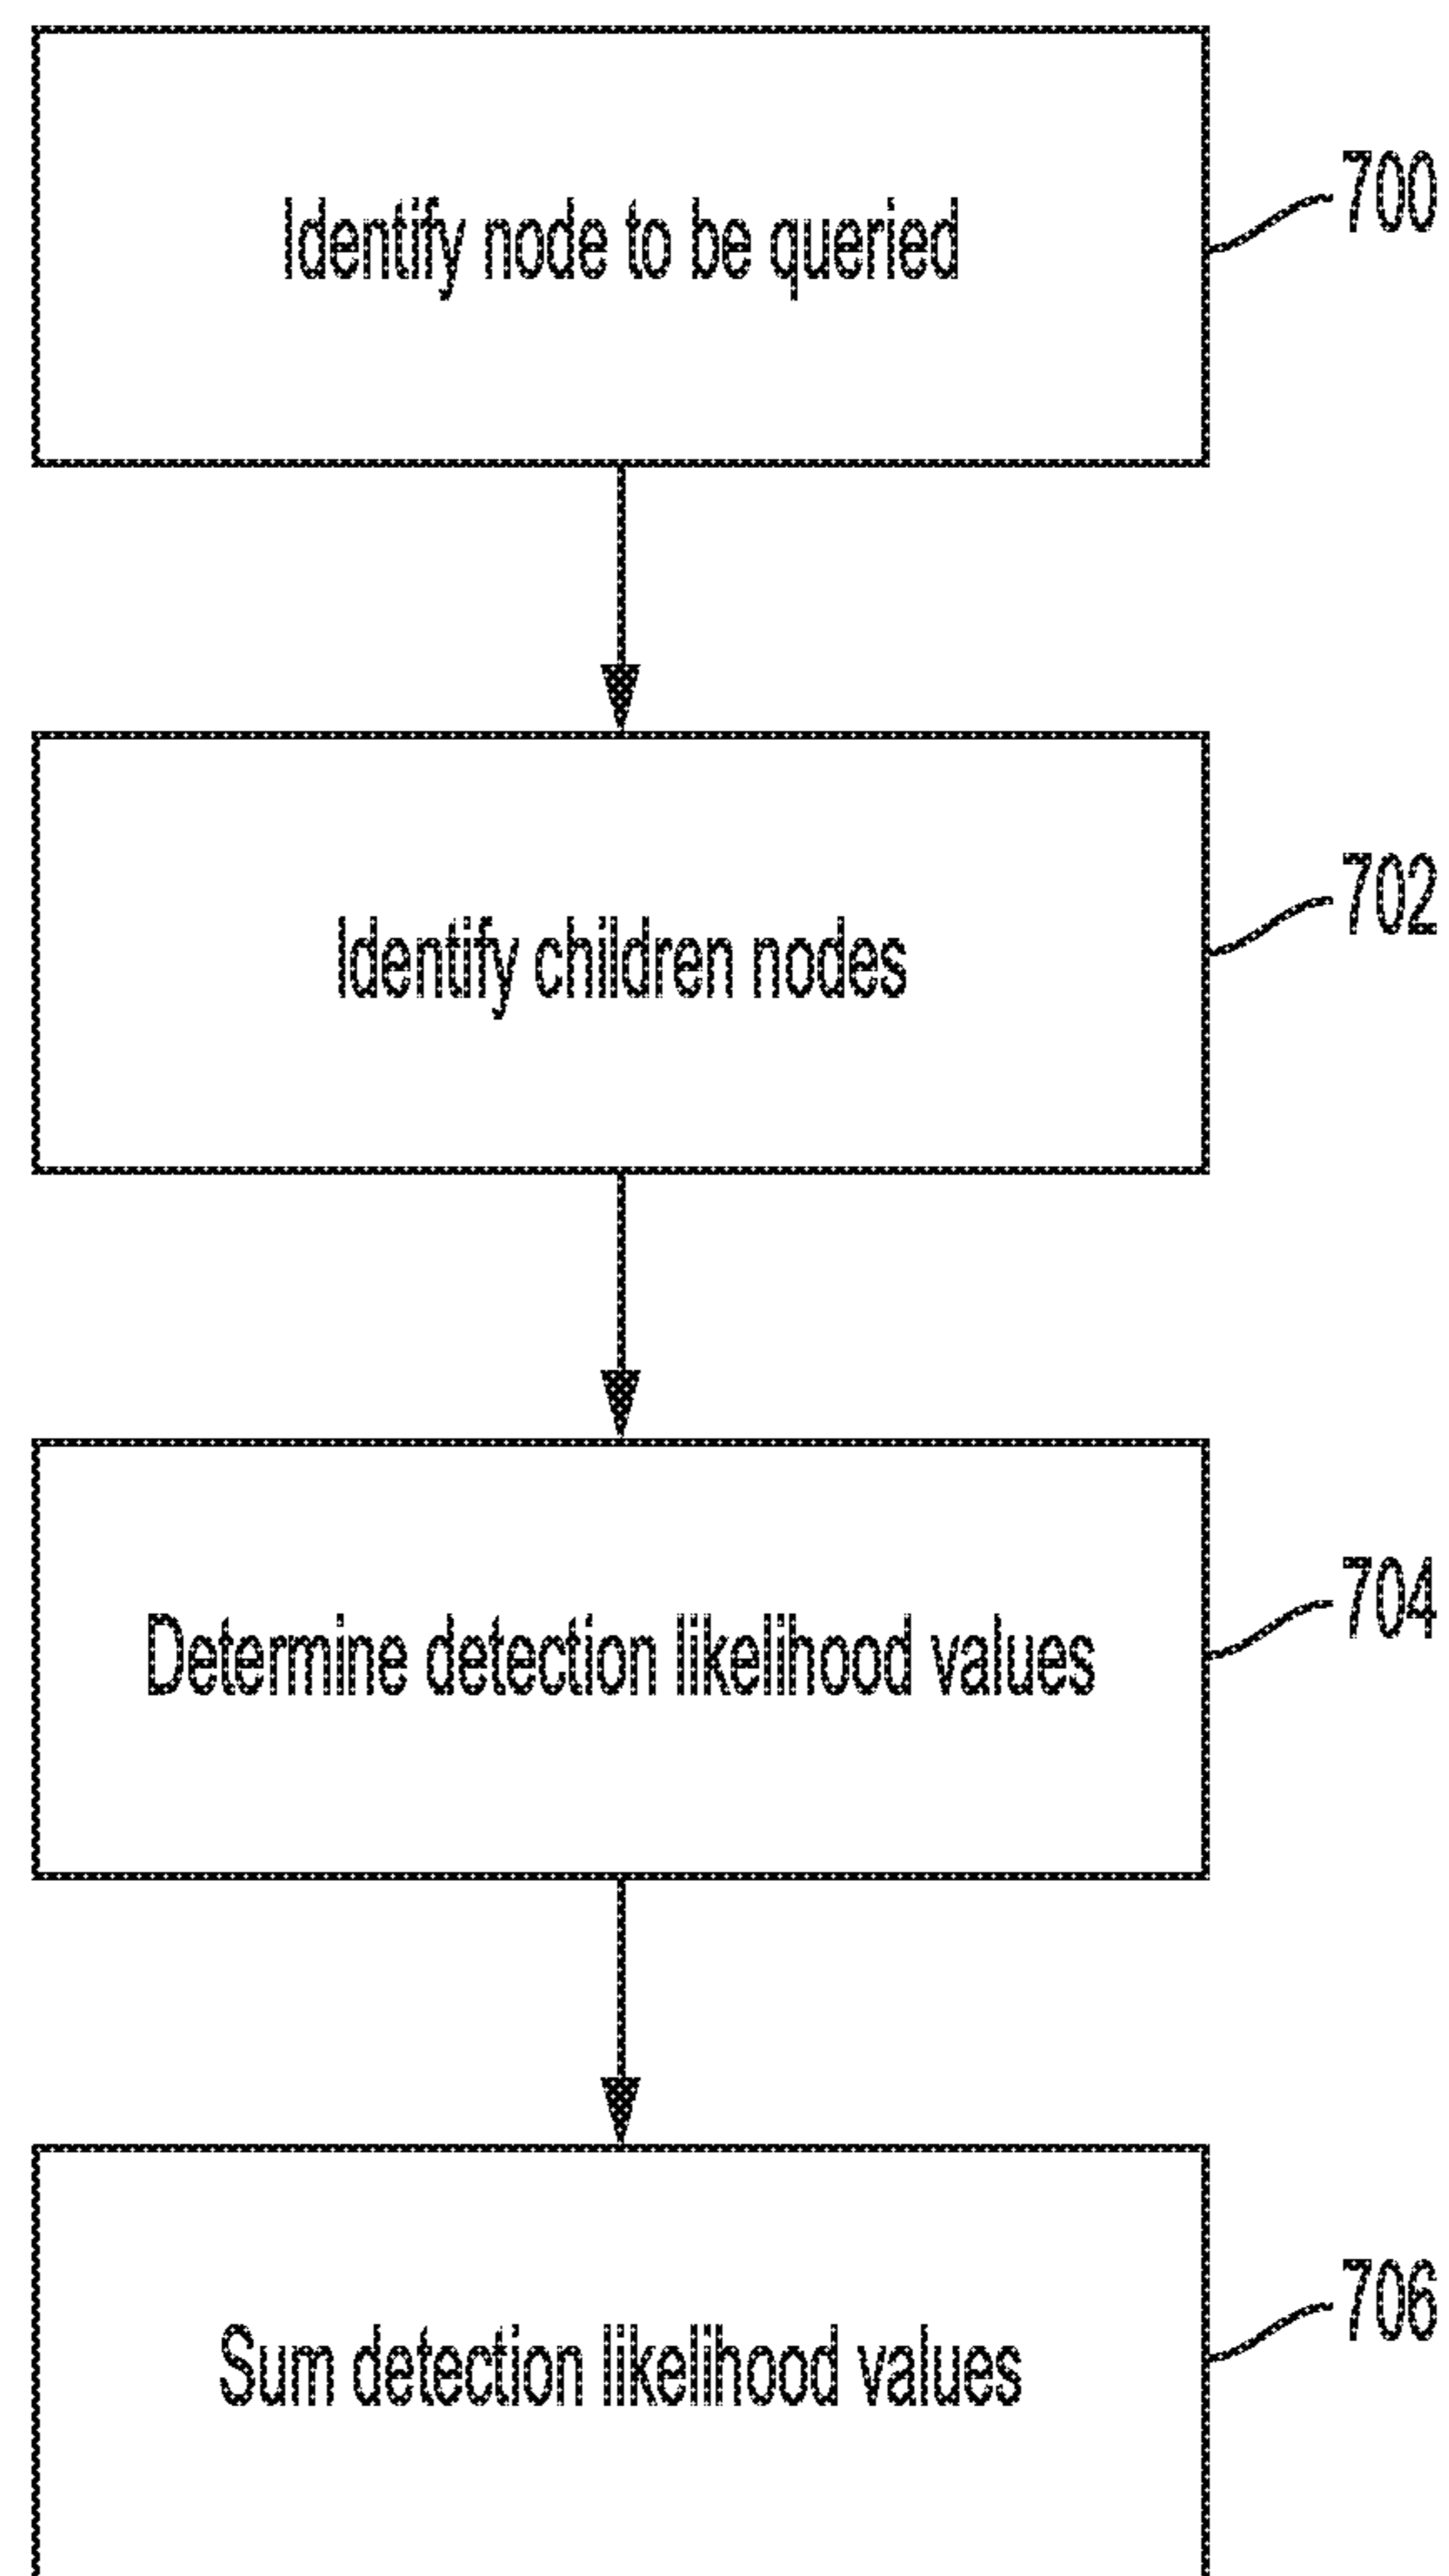 Identify node to be queried
700
Identify children nodes
702
Determine detection likelihood values
704
Sum detection likelihood values
706